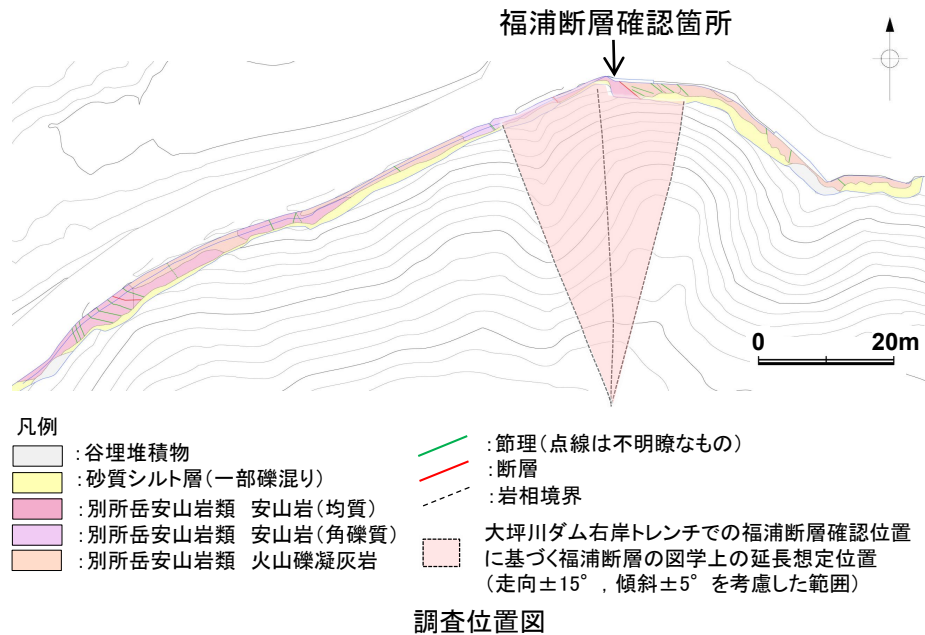 福浦断層確認箇所
0 20m
凡例
：谷埋堆積物
：砂質シルト層（一部礫混り）
：別所岳安山岩類 安山岩（均質）
：別所岳安山岩類 安山岩（角礫質）
：別所岳安山岩類 火山礫凝灰岩
：節理（点線は不明瞭なもの）
：断層
：岩相境界
大坪川ダム右岸トレンチでの福浦断層確認位置
に基づく福浦断層の図学上の延長想定位置
（走向±15°，傾斜±5°を考慮した範囲）
調査位置図